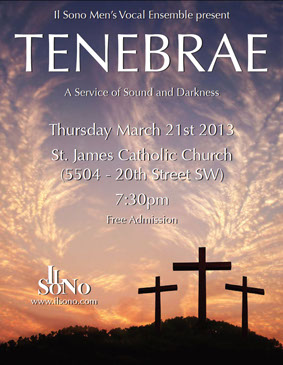 Il Sono Men's Vocal Ensemble present
TENEBRAE
A Service of Sound and Darkness
Thursday March 21st 2013
St. James Catholic Church
(5504 - 20th Street SW)
7:30pm
Free Admission
Il
SoNo
www.ilsono.com